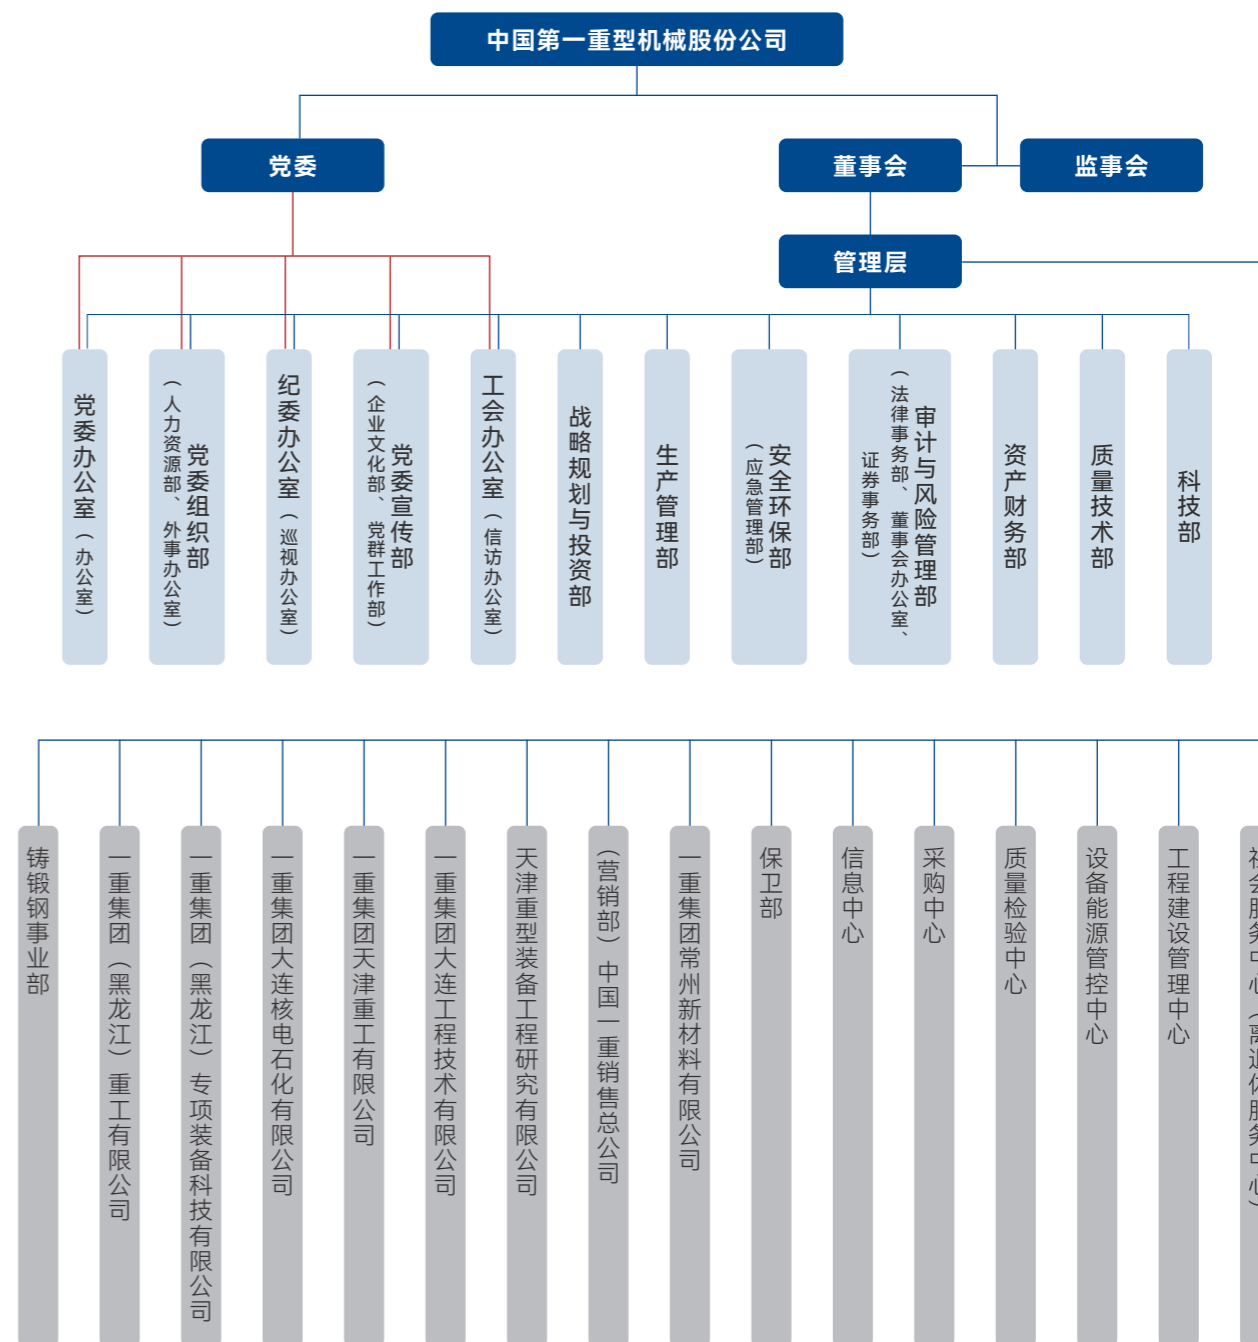 中国第一重型机械股份公司
党委
董事会
监事会
管理层
党委办公室（办公室）
党委组织部
（人力资源部、外事办公室）
纪委办公室（巡视办公室）
党委宣传部
（企业文化部、党群工作部）
工会办公室（信访办公室）
战略规划与投资部
生产管理部
安全环保部
（应急管理部）
审计与风险管理部
（法律事务部、董事会办公室、
证券事务部）
资产财务部
质量技术部
科技部
铸锻钢事业部
一重集团（黑龙江）重工有限公司
一重集团（黑龙江）专项装备科技有限公司
一重集团大连核电石化有限公司
一重集团天津重工有限公司
一重集团大连工程技术有限公司
天津重型装备工程研究有限公司
（营销部）中国一重销售总公司
一重集团常州新材料有限公司
保卫部
信息中心
采购中心
质量检验中心
设备能源管控中心
工程建设管理中心
社会服务中心（离退休服务中心）